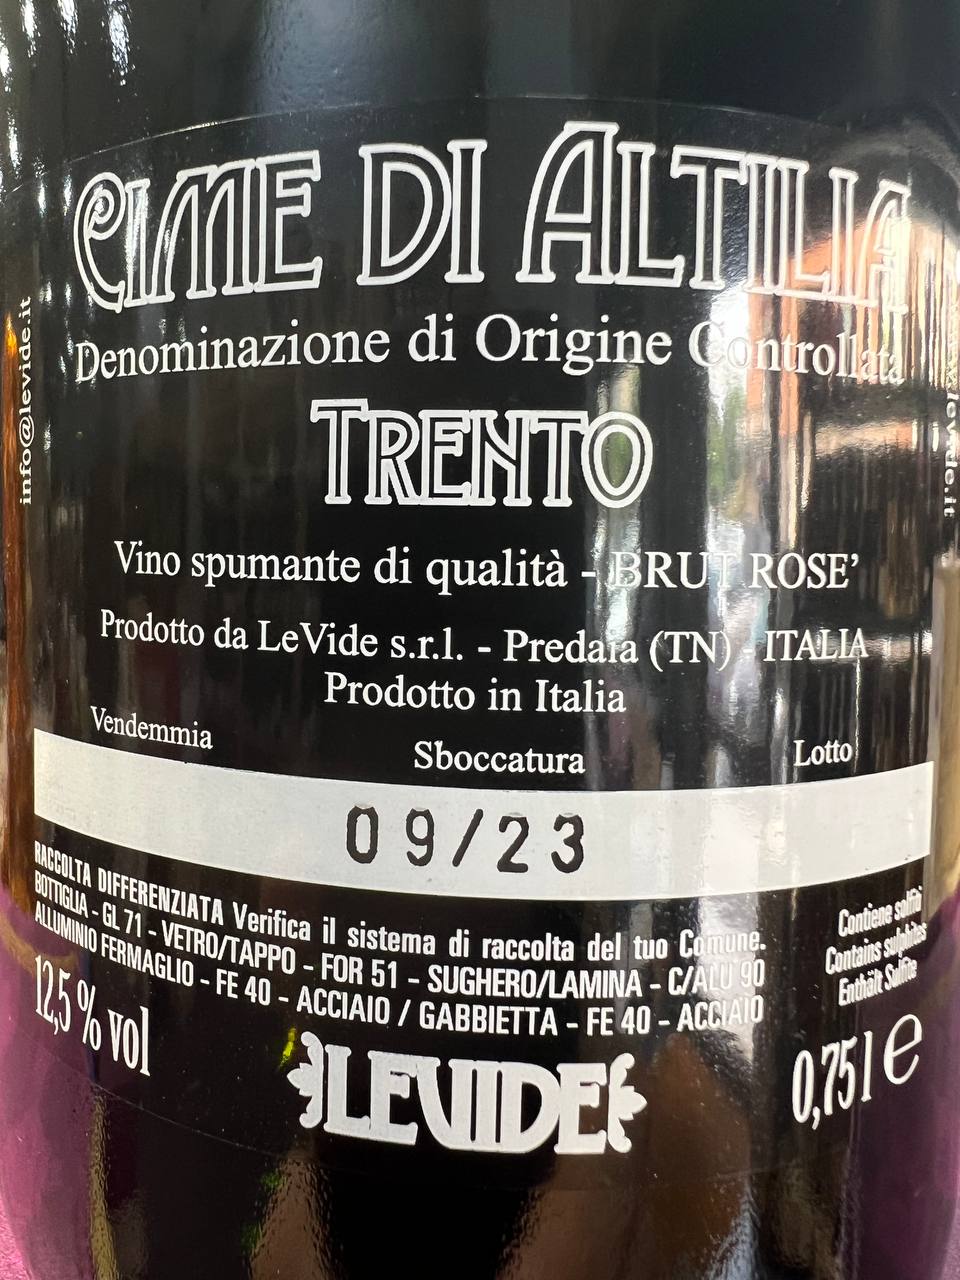 CIME DI ALTILIA
Denominazione di Origine Controllata
TRENTO
Vino spumante di qualità - BRUT ROSE’
Prodotto da LeVide s.r.l. - Predaia (TN) - ITALIA
Prodotto in Italia
Vendemmia Sboccatura Lotto
09/23
RACCOLTA DIFFERENZIATA Verifica il sistema di raccolta del tuo Comune.
BOTTIGLIA - GL 71 - VETRO/TAPPO - FOR 51 - SUGHERO/LAMINA - C/ALU 90
ALLUMINIO FERMAGLIO - FE 40 - ACCIAIO / GABBIETTA - FE 40 - ACCIAIO
Contiene solfiti
Contains sulphites
Enthält Sulfite
12,5 % vol
LEVIDE
0,75 l e
info@levide.it
levide.it